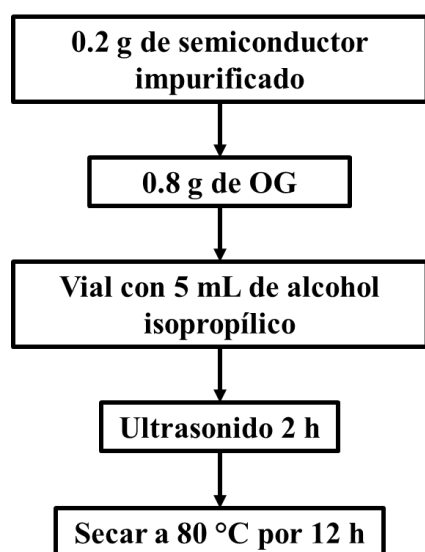 0.2 g de semiconductor
impurificado
0.8 g de OG
Vial con 5 mL de alcohol
isopropílico
Ultrasonido 2 h
Secar a 80 °C por 12 h